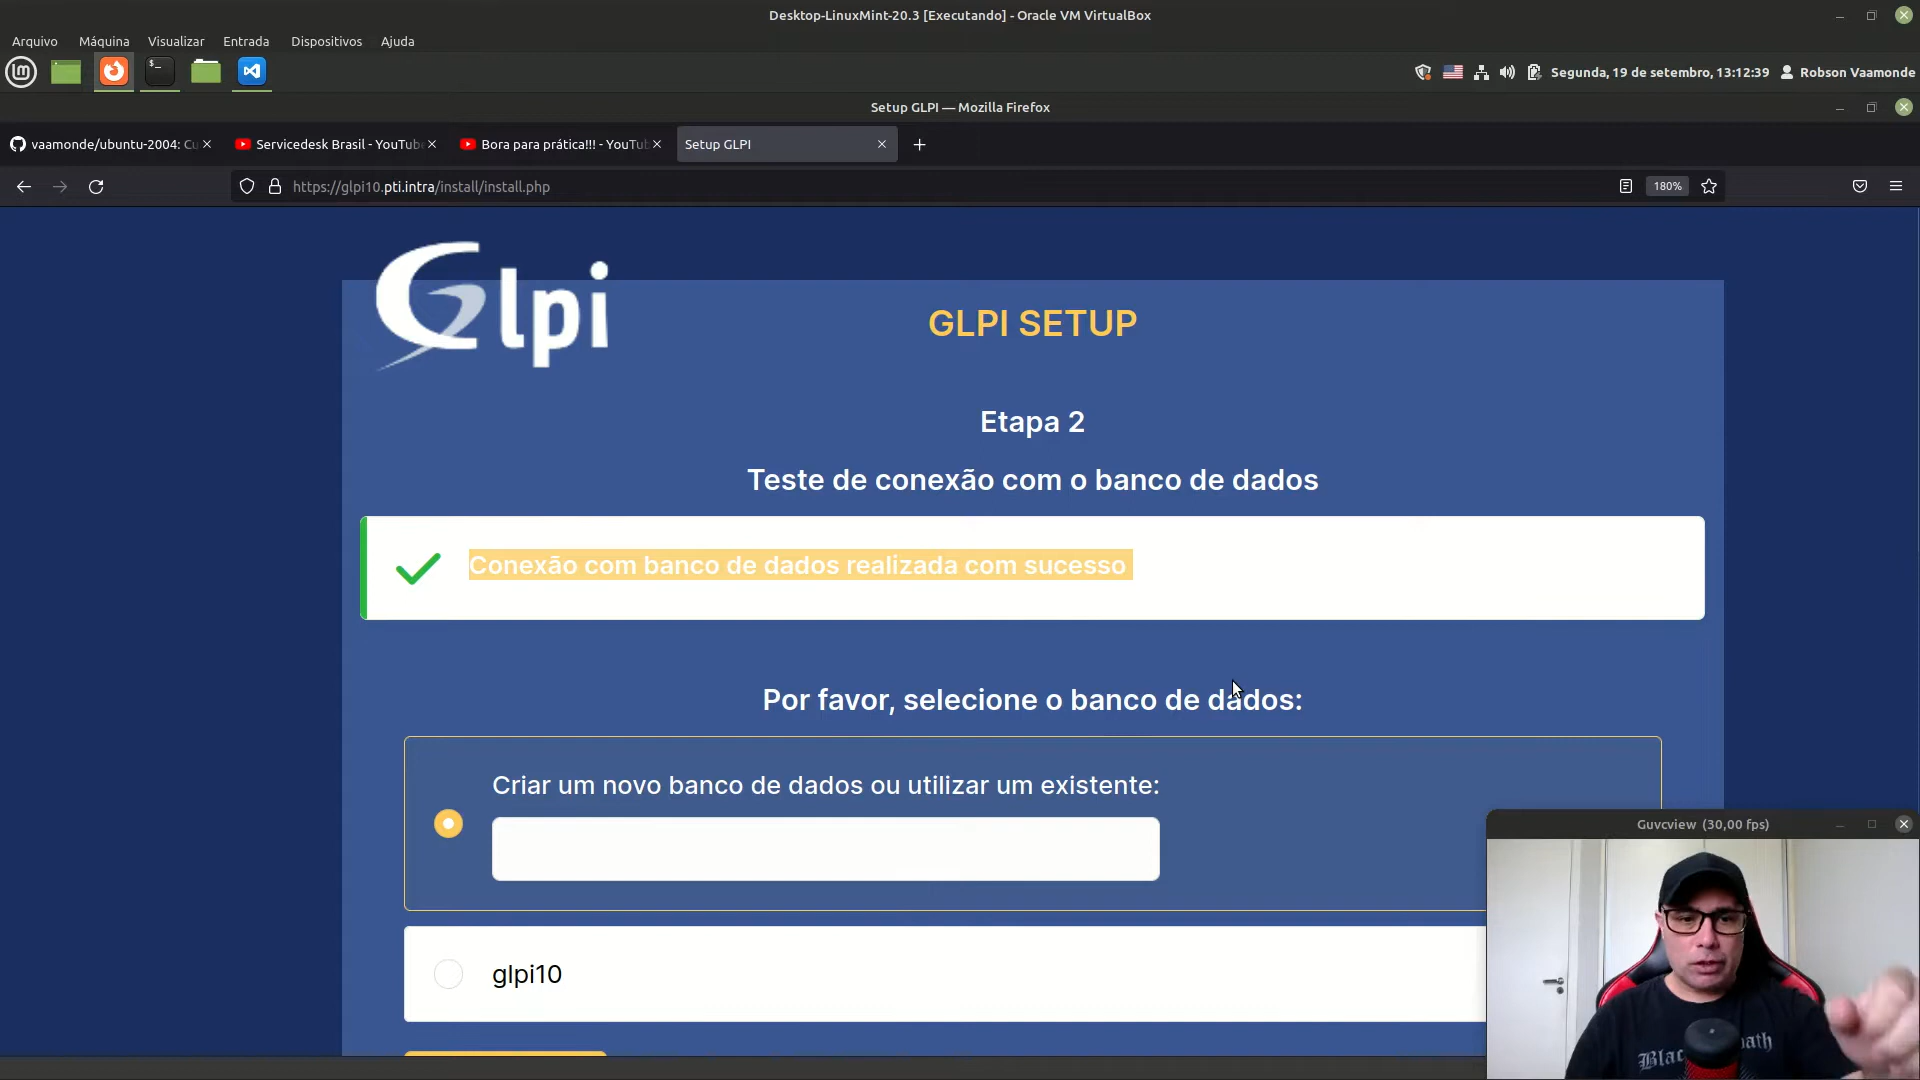 Desktop-LinuxMint-20.3 [Executando] - Oracle VM VirtualBox
Arquivo Máquina Visualizar Entrada Dispositivos Ajuda
Segunda, 19 de setembro, 13:12:39 Robson Vaamonde
Setup GLPI — Mozilla Firefox
vaamonde/ubuntu-2004: Cu Servicedesk Brasil - YouTube Bora para prática!!! - YouTu Setup GLPI
https://glpi10.pti.intra/install/install.php 180%
Glpi
GLPI SETUP
Etapa 2
Teste de conexão com o banco de dados
Conexão com banco de dados realizada com sucesso
Por favor, selecione o banco de dados:
Criar um novo banco de dados ou utilizar um existente:
glpi10
Guvcview (30,00 fps)